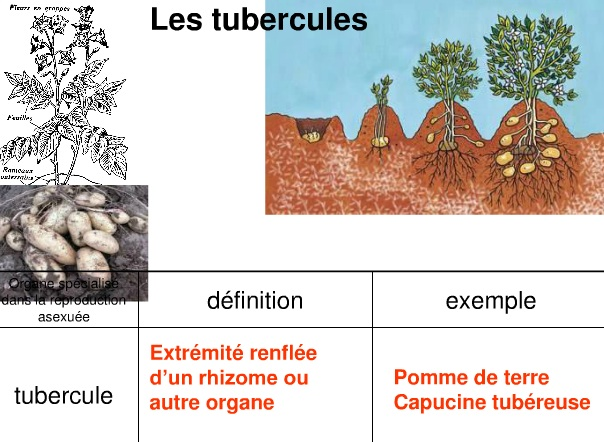 Fleurs en grappes
Les tubercules
Feuilles
Rameaux
souterrains
Organe spécialisé
dans la reproduction
asexuée
définition
exemple
tubercule
Extrémité renflée
d’un rhizome ou
autre organe
Pomme de terre
Capucine tubéreuse